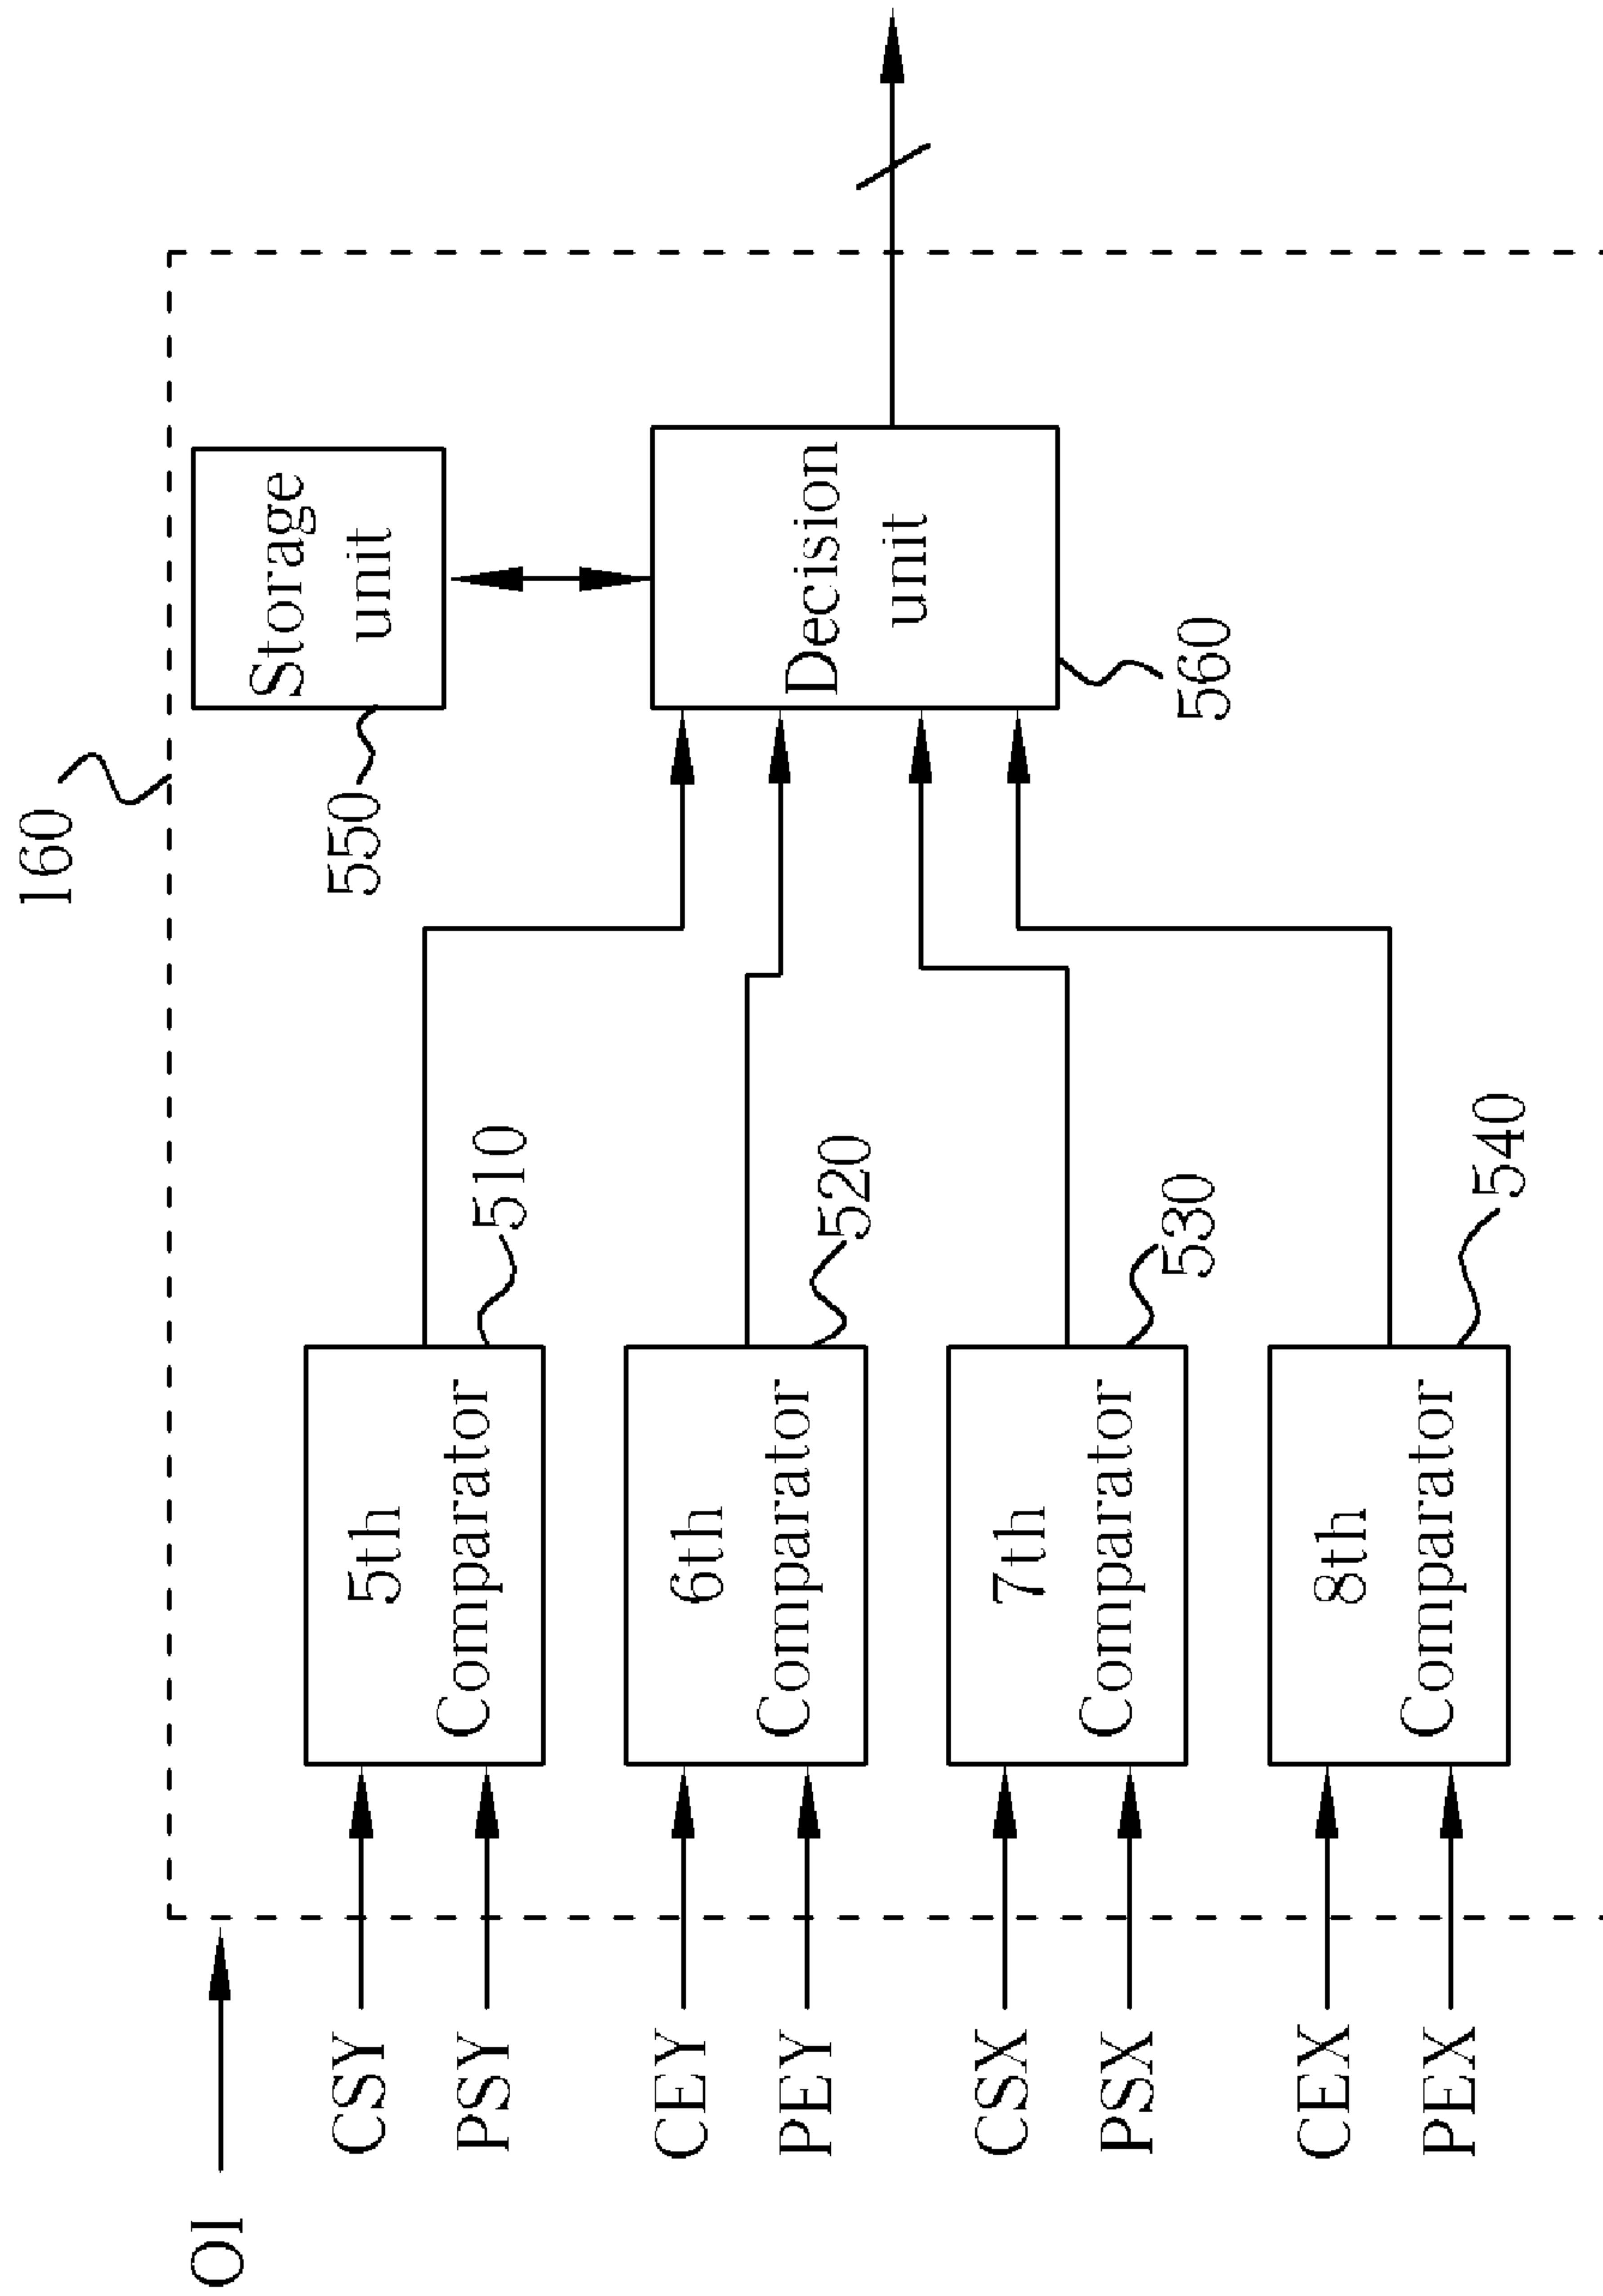 160
OI
CSY
PSY
5th
Comparator
510
CEY
PEY
6th
Comparator
520
CSX
PSX
7th
Comparator
530
CEX
PEX
8th
Comparator
540
Storage
unit
550
Decision
unit
560